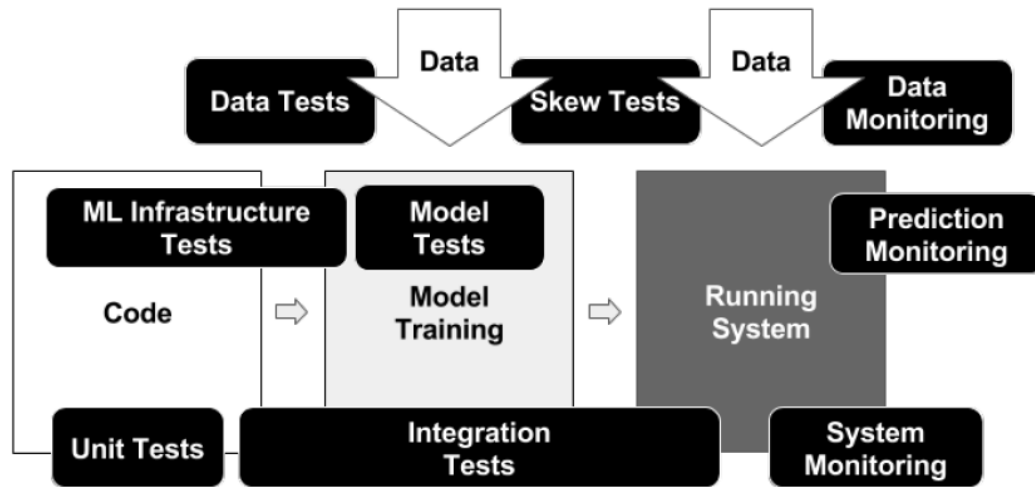 Data
Data
Data Tests
Skew Tests
Data
Monitoring
ML Infrastructure
Tests
Model
Tests
Prediction
Monitoring
Code
Model
Training
Running
System
Unit Tests
Integration
Tests
System
Monitoring